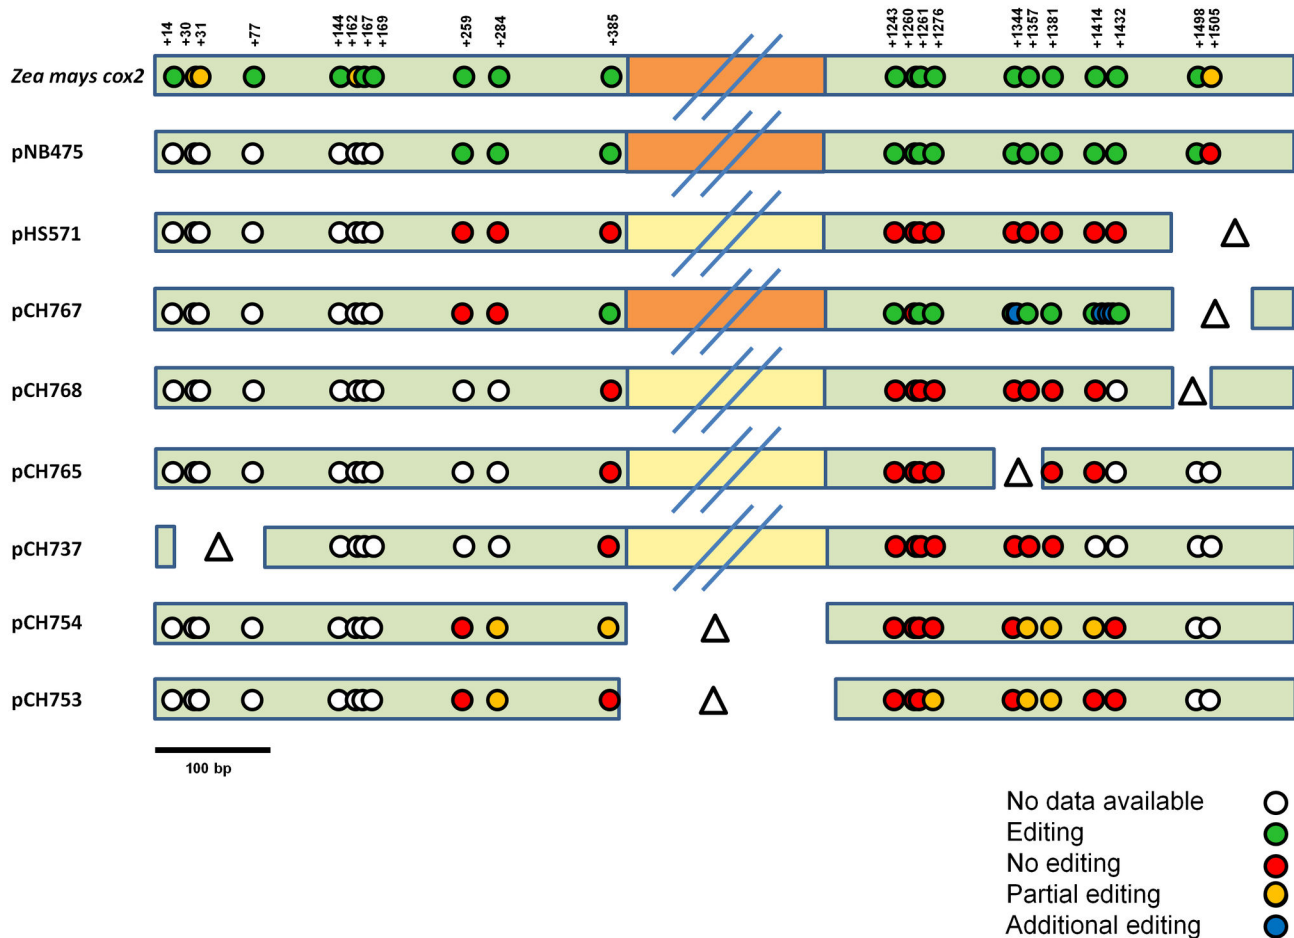 +14
+30
+31
+77
+144
+162
+167
+169
+259
+284
+385
+1243
+1260
+1261
+1276
+1344
+1357
+1381
+1414
+1432
+1498
+1505
Zea mays cox2
pNB475
pHS571
pCH767
pCH768
pCH765
pCH737
pCH754
pCH753
100 bp
No data available
Editing
No editing
Partial editing
Additional editing